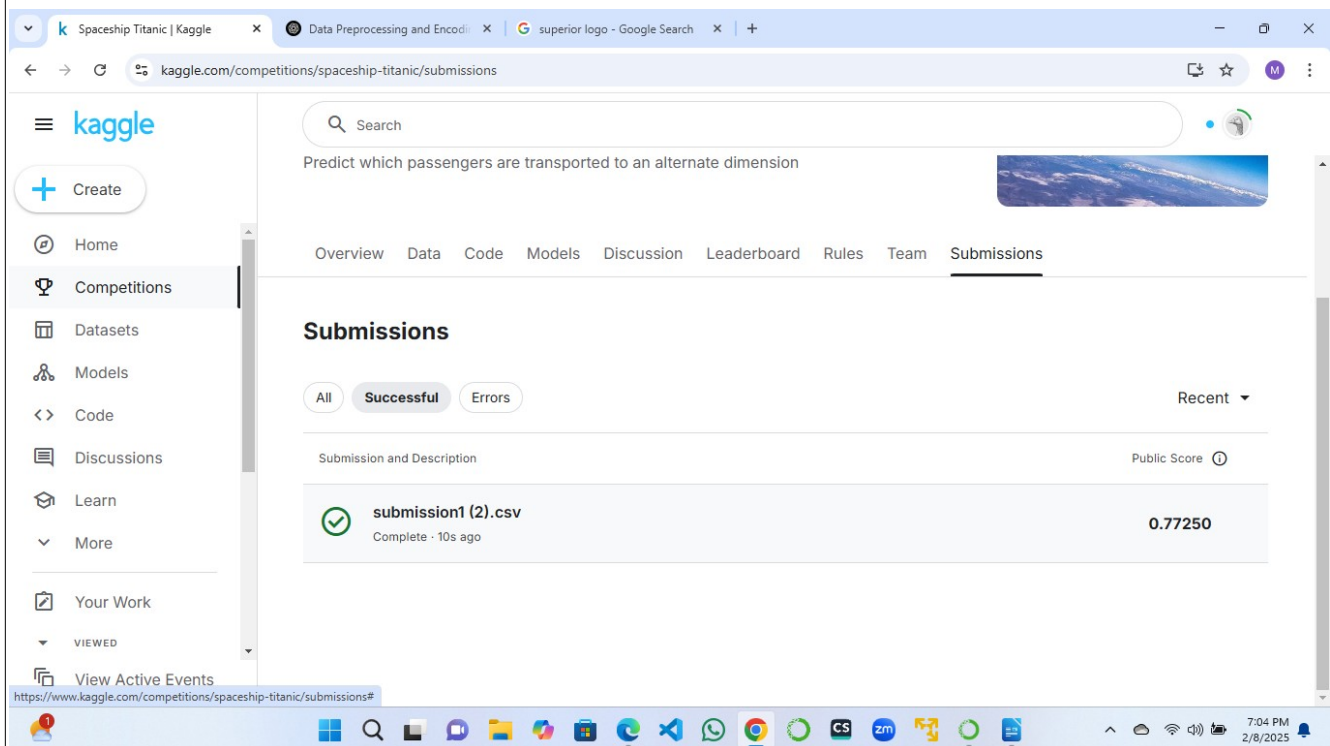 Spaceship Titanic | Kaggle
Data Preprocessing and Encodi
superior logo - Google Search
kaggle.com/competitions/spaceship-titanic/submissions
M
kaggle
Search
Predict which passengers are transported to an alternate dimension
Create
Home
Competitions
Datasets
Models
Code
Discussions
Learn
More
Your Work
VIEWED
View Active Events
Overview Data Code Models Discussion Leaderboard Rules Team Submissions
Submissions
All Successful Errors
Recent
Submission and Description Public Score
submission1 (2).csv
Complete · 10s ago
0.77250
https://www.kaggle.com/competitions/spaceship-titanic/submissions#
1
CS
zm
7:04 PM
2/8/2025